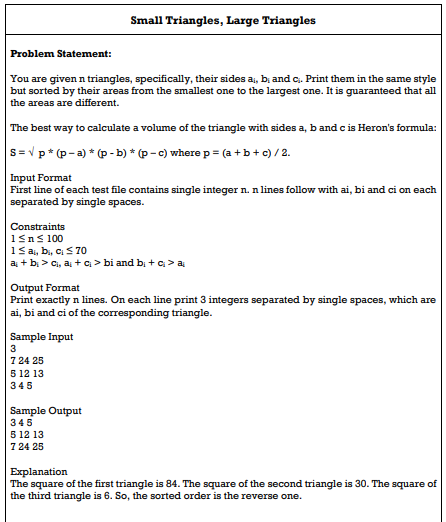 Small Triangles, Large Triangles
Problem Statement:
You are given n triangles, specifically, their sides aᵢ, bᵢ and cᵢ. Print them in the same style
but sorted by their areas from the smallest one to the largest one. It is guaranteed that all
the areas are different.
The best way to calculate a volume of the triangle with sides a, b and c is Heron's formula:
S = √ p * (p – a) * (p - b) * (p – c) where p = (a + b + c) / 2.
Input Format
First line of each test file contains single integer n. n lines follow with ai, bi and ci on each
separated by single spaces.
Constraints
1 ≤ n ≤ 100
1 ≤ aᵢ, bᵢ, cᵢ ≤ 70
aᵢ + bᵢ > cᵢ, aᵢ + cᵢ > bi and bᵢ + cᵢ > aᵢ
Output Format
Print exactly n lines. On each line print 3 integers separated by single spaces, which are
ai, bi and ci of the corresponding triangle.
Sample Input
3
7 24 25
5 12 13
3 4 5
Sample Output
3 4 5
5 12 13
7 24 25
Explanation
The square of the first triangle is 84. The square of the second triangle is 30. The square of
the third triangle is 6. So, the sorted order is the reverse one.